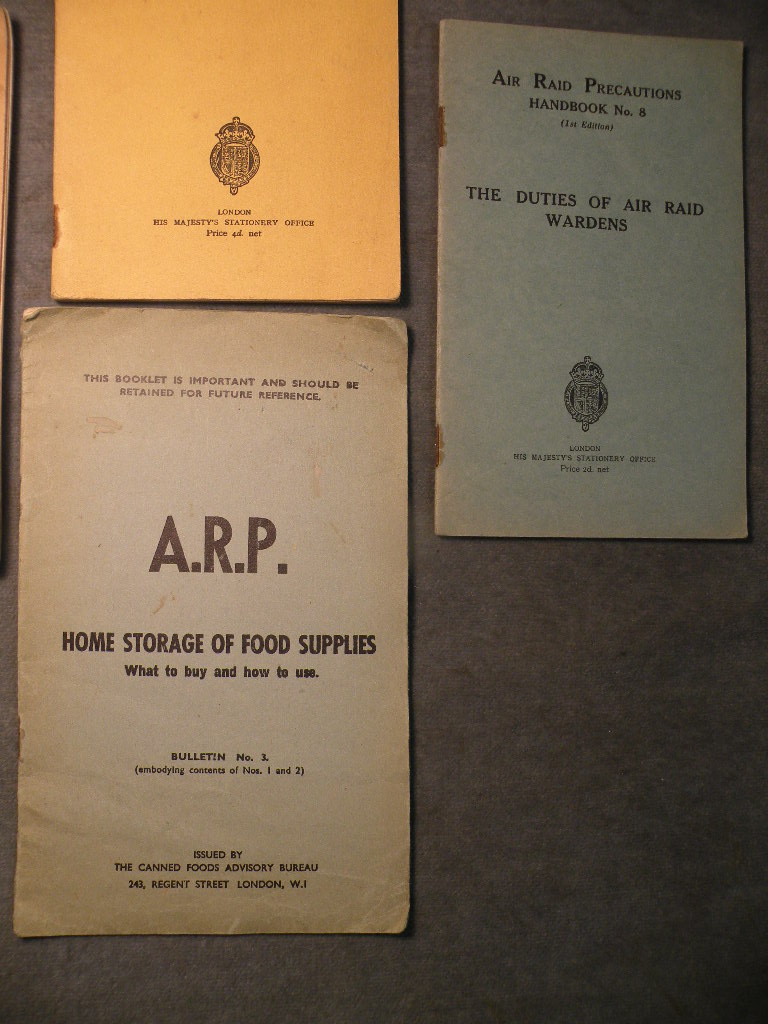 LONDON
HIS MAJESTY'S STATIONERY OFFICE
Price 4d. net
AIR RAID PRECAUTIONS
HANDBOOK No. 8
(1st Edition)
THE DUTIES OF AIR RAID
WARDENS
LONDON
HIS MAJESTY'S STATIONERY OFFICE
Price 2d. net
THIS BOOKLET IS IMPORTANT AND SHOULD BE
RETAINED FOR FUTURE REFERENCE.
A.R.P.
HOME STORAGE OF FOOD SUPPLIES
What to buy and how to use.
BULLETIN No. 3.
(embodying contents of Nos. 1 and 2)
ISSUED BY
THE CANNED FOODS ADVISORY BUREAU
243, REGENT STREET LONDON, W.1